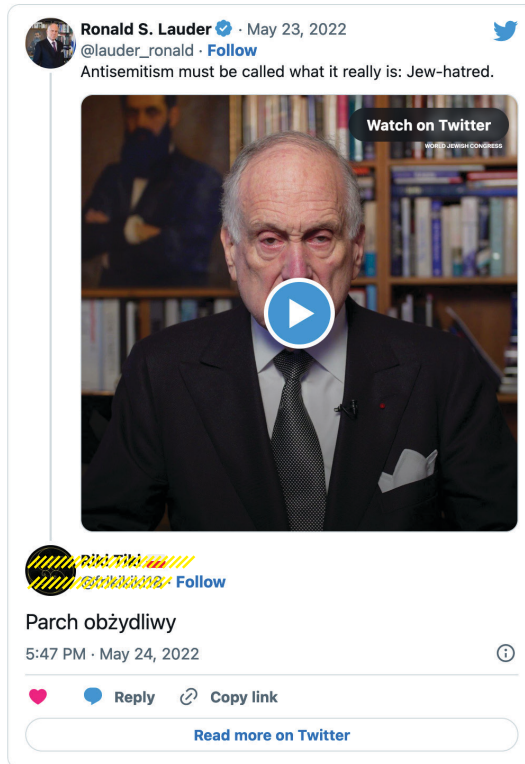 Ronald S. Lauder · May 23, 2022
@lauder_ronald · Follow
Antisemitism must be called what it really is: Jew-hatred.
Watch on Twitter
WORLD JEWISH CONGRESS
Follow
Parch obżydliwy
5:47 PM · May 24, 2022
Reply Copy link
Read more on Twitter